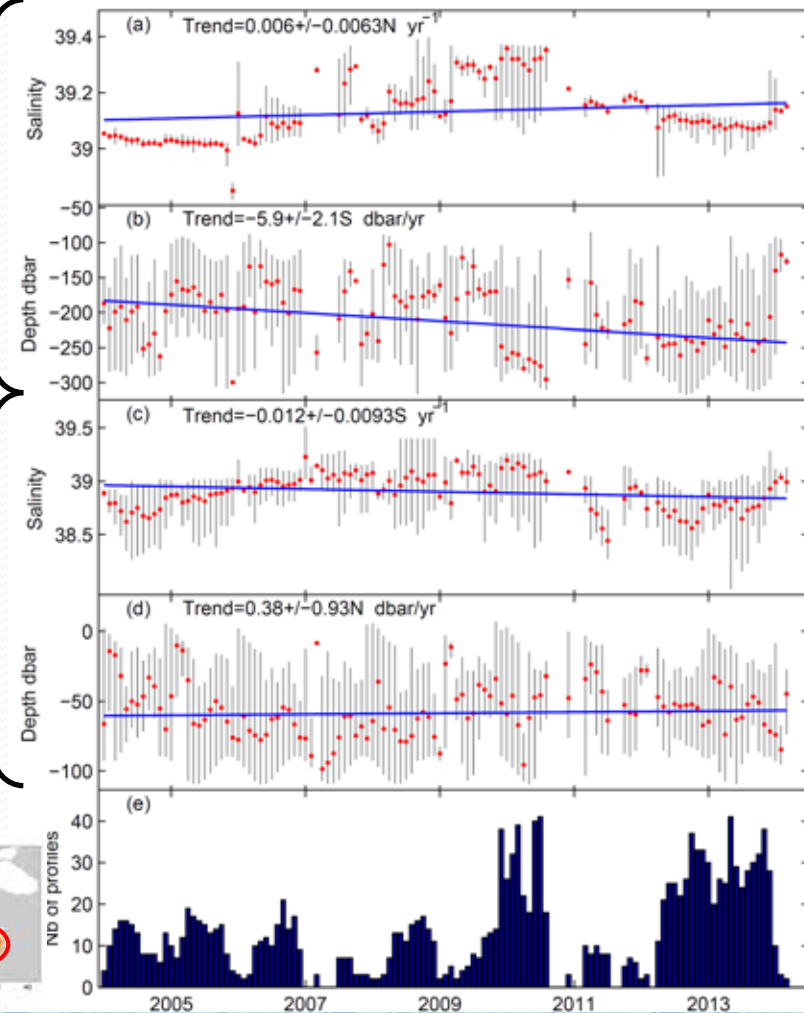 (a) Trend=0.006+/−0.0063N yr⁻¹
39.4
39.2
39
Salinity
−50
(b) Trend=−5.9+/−2.1S dbar/yr
−100
−150
−200
−250
−300
Depth dbar
(c) Trend=−0.012+/−0.0093S yr⁻¹
39.5
39
38.5
Salinity
(d) Trend=0.38+/−0.93N dbar/yr
0
−50
−100
Depth dbar
(e)
40
30
20
10
0
Nb of profiles
2005 2007 2009 2011 2013